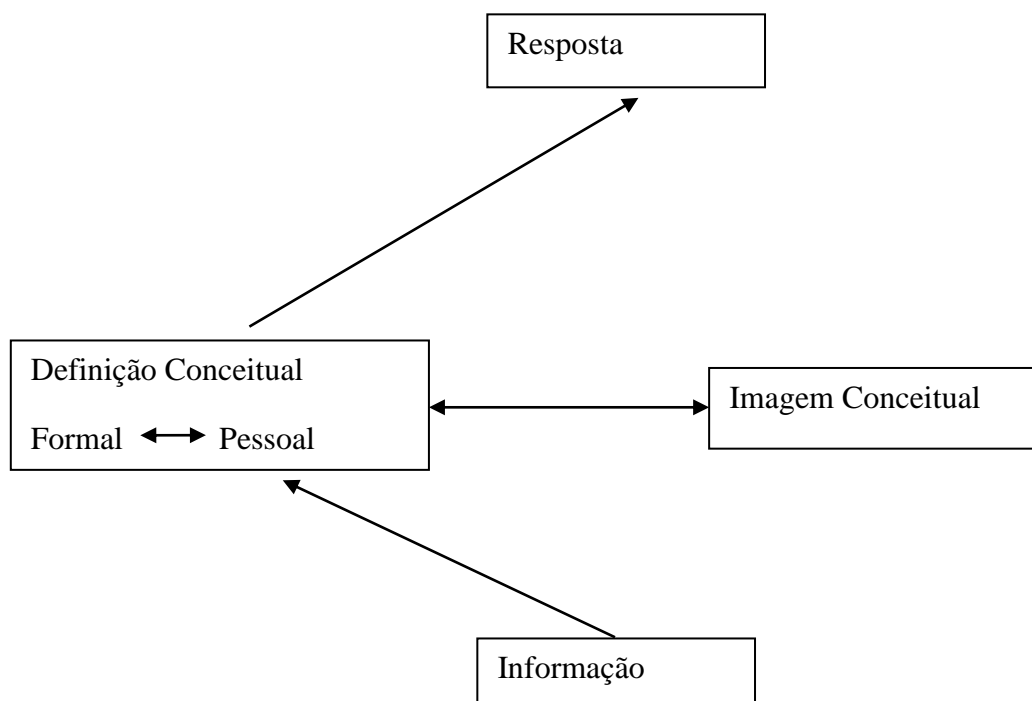 Resposta
Definição Conceitual
Formal Pessoal
Imagem Conceitual
Informação